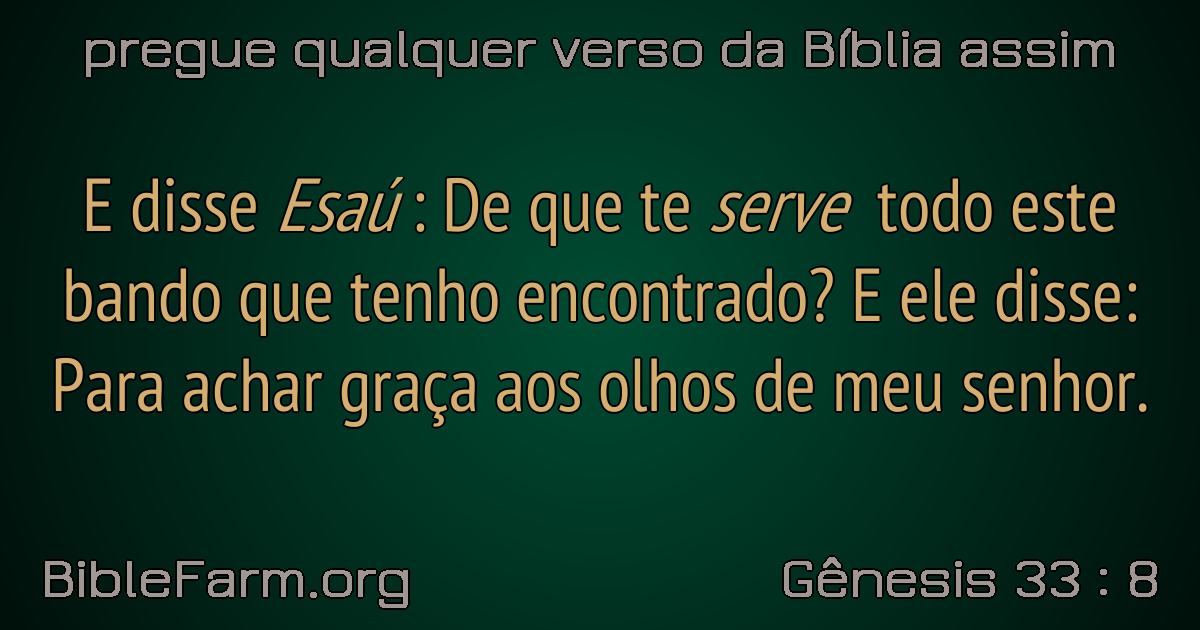 pregue qualquer verso da Bíblia assim
E disse Esaú : De que te serve todo este
bando que tenho encontrado? E ele disse:
Para achar graça aos olhos de meu senhor.
BibleFarm.org
Gênesis 33 : 8